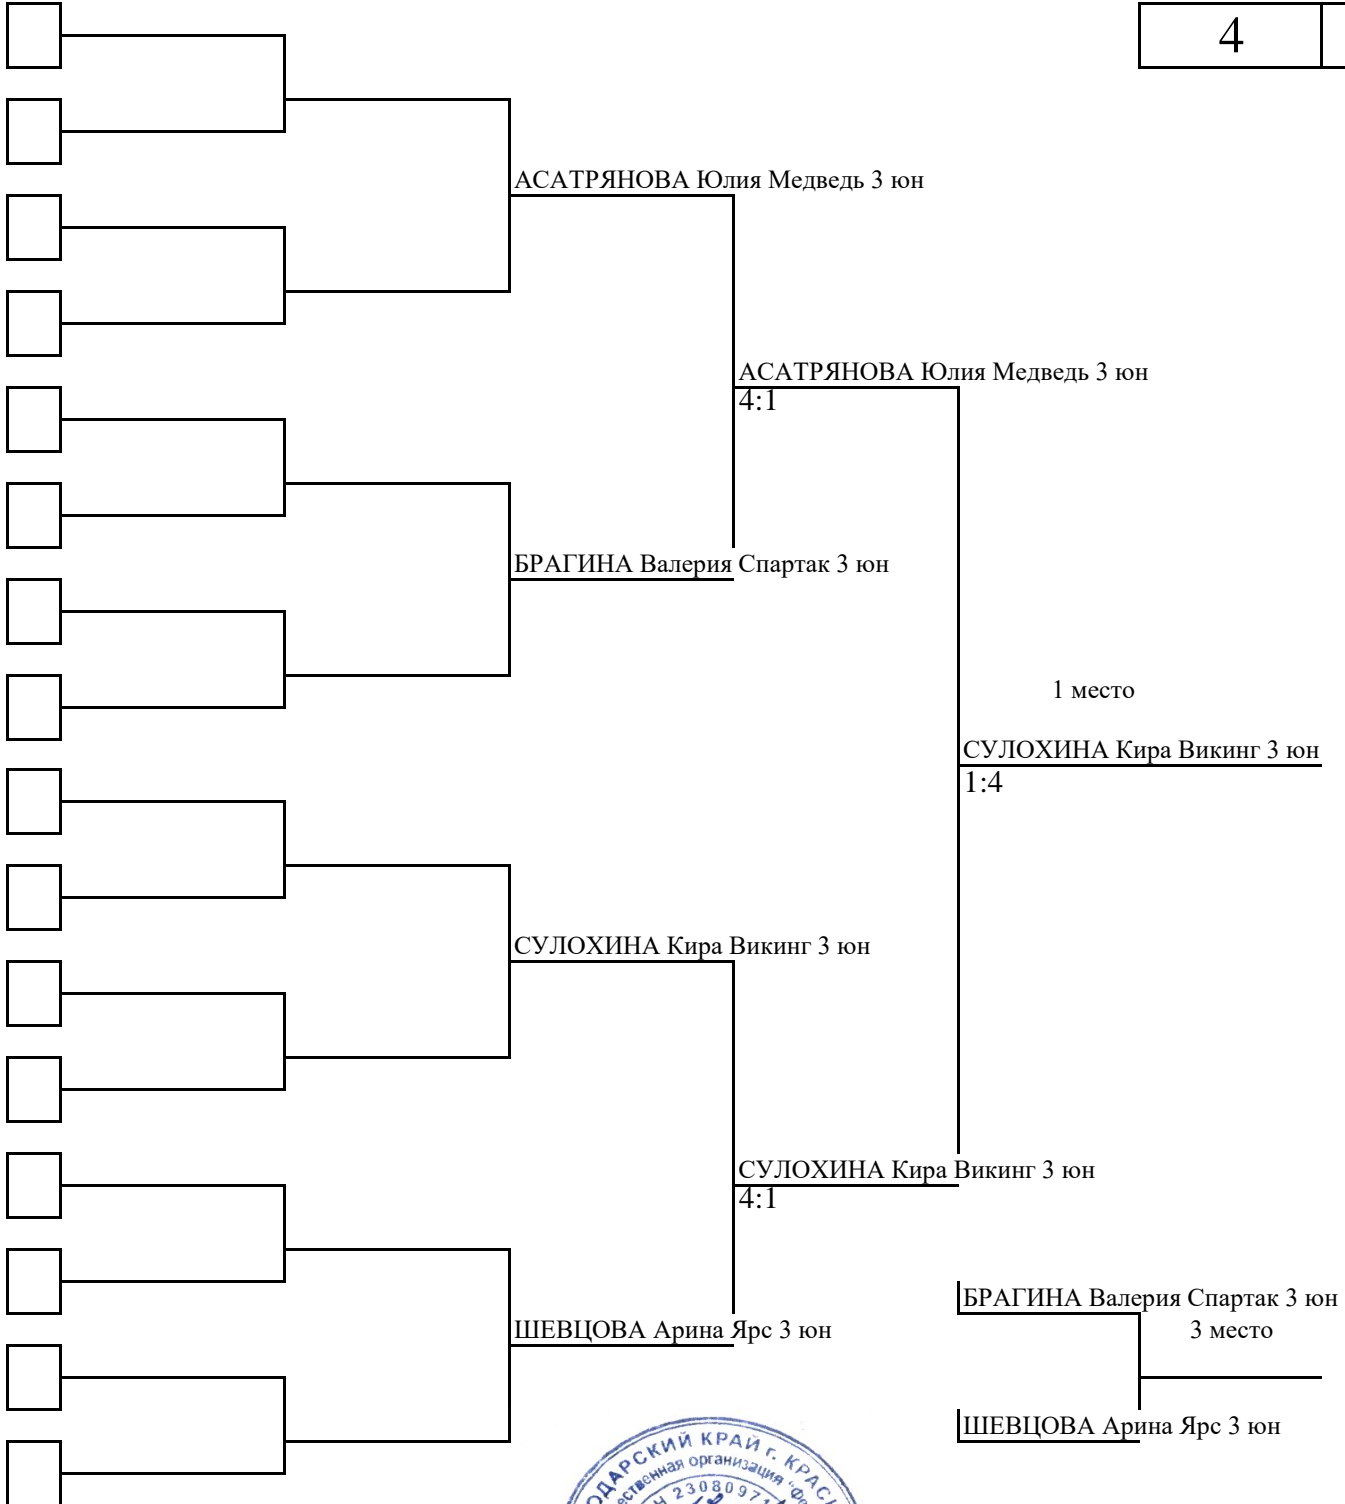 4
АСАТРЯНОВА Юлия Медведь 3 юн
АСАТРЯНОВА Юлия Медведь 3 юн
4:1
БРАГИНА Валерия Спартак 3 юн
1 место
СУЛОХИНА Кира Викинг 3 юн
1:4
СУЛОХИНА Кира Викинг 3 юн
СУЛОХИНА Кира Викинг 3 юн
4:1
БРАГИНА Валерия Спартак 3 юн
ШЕВЦОВА Арина Ярс 3 юн
3 место
ШЕВЦОВА Арина Ярс 3 юн
КРАЙ г.
организация